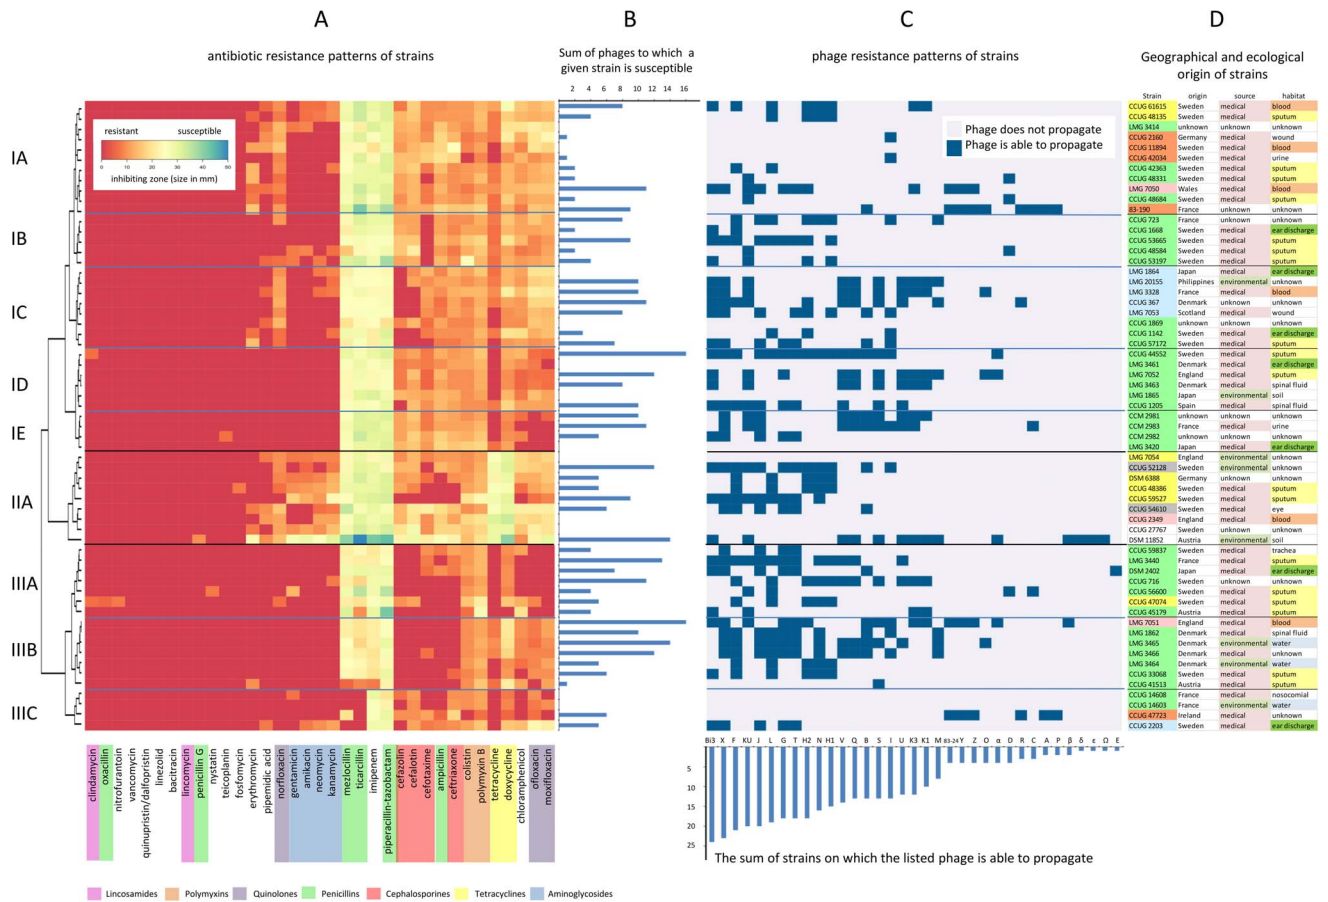 A
B
C
D
antibiotic resistance patterns of strains
Sum of phages to which a
given strain is susceptible
phage resistance patterns of strains
Geographical and ecological
origin of strains
2 4 6 8 10 12 14 16
Strain origin source habitat
resistant susceptible
0 10 20 30 40 50
inhibiting zone (size in mm)
Phage does not propagate
Phage is able to propagate
IA
IB
IC
ID
IE
IIA
IIIA
IIIB
IIIC
CCUG 61615 Sweden medical blood
CCUG 48135 Sweden medical sputum
LMG 3414 unknown unknown unknown
CCUG 2160 Germany medical wound
CCUG 11894 Sweden medical blood
CCUG 42034 Sweden medical urine
CCUG 42363 Sweden medical sputum
CCUG 48331 Sweden medical sputum
LMG 7050 Wales medical blood
CCUG 48684 Sweden medical sputum
83-190 France unknown unknown
CCUG 723 France unknown unknown
CCUG 1668 Sweden medical ear discharge
CCUG 53665 Sweden medical sputum
CCUG 48584 Sweden medical sputum
CCUG 53197 Sweden medical sputum
LMG 1864 Japan medical ear discharge
LMG 20155 Philippines environmental unknown
LMG 3328 France medical blood
CCUG 367 Denmark unknown unknown
LMG 7053 Scotland medical wound
CCUG 1869 unknown unknown unknown
CCUG 1142 Sweden medical ear discharge
CCUG 57172 Sweden medical sputum
CCUG 44552 Sweden medical sputum
LMG 3461 Denmark medical ear discharge
LMG 7052 England medical sputum
LMG 3463 Denmark medical spinal fluid
LMG 1865 Japan environmental soil
CCUG 1205 Spain medical spinal fluid
CCM 2981 unknown unknown unknown
CCM 2983 France medical urine
CCM 2982 unknown unknown unknown
LMG 3420 Japan medical ear discharge
LMG 7054 England environmental unknown
CCUG 52128 Sweden environmental unknown
DSM 6388 Germany unknown unknown
CCUG 48386 Sweden medical sputum
CCUG 59527 Sweden medical sputum
CCUG 54610 Sweden medical eye
CCUG 2349 England medical blood
CCUG 27767 Sweden unknown unknown
DSM 11852 Austria environmental soil
CCUG 59837 Sweden medical trachea
LMG 3440 France medical sputum
DSM 2402 Japan medical ear discharge
CCUG 716 Sweden unknown unknown
CCUG 56600 Sweden medical sputum
CCUG 47074 Sweden medical sputum
CCUG 45179 Austria medical sputum
LMG 7051 England medical blood
LMG 1862 Denmark medical spinal fluid
LMG 3465 Denmark environmental water
LMG 3466 Denmark medical unknown
LMG 3464 Denmark environmental water
CCUG 33068 Sweden medical sputum
CCUG 41513 Austria medical sputum
CCUG 14608 France medical nosocomial
CCUG 14603 France environmental water
CCUG 47723 Ireland medical unknown
CCUG 2203 Sweden medical ear discharge
clindamycin
oxacillin
nitrofurantoin
vancomycin
quinupristin/dalfopristin
linezolid
bacitracin
lincomycin
penicillin G
nystatin
teicoplanin
fosfomycin
erythromycin
pipemidic acid
norfloxacin
gentamicin
amikacin
neomycin
kanamycin
mezlocillin
ticarcillin
imipenem
piperacillin-tazobactam
cefazolin
cefalotin
cefotaxime
ampicillin
ceftriaxone
colistin
polymyxin B
tetracycline
doxycycline
chloramphenicol
ofloxacin
moxifloxacin
Bi3 X F KU J L G T H2 N H1 V Q B S I U K3 K1 M 83-24 Y Z O α D R C A P β δ ε Ω E
5
10
15
20
25
The sum of strains on which the listed phage is able to propagate
Lincosamides Polymyxins Quinolones Penicillins Cephalosporines Tetracyclines Aminoglycosides